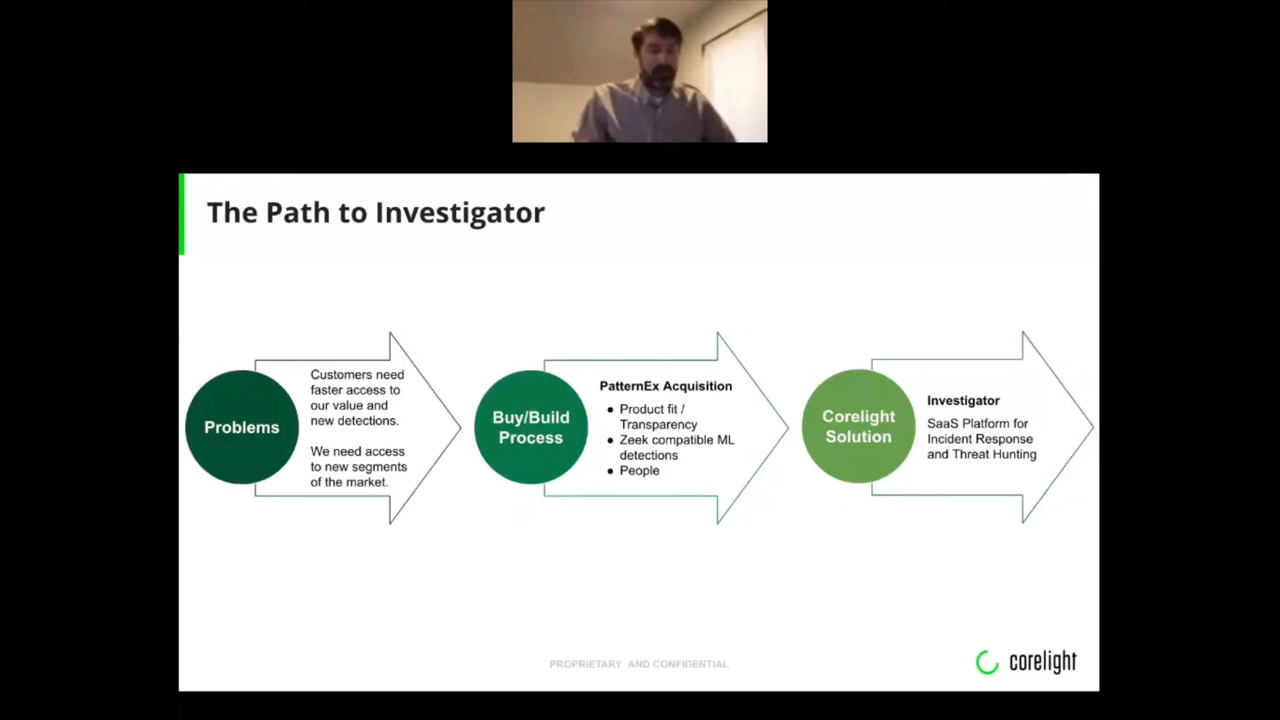 The Path to Investigator
Problems
Customers need
faster access to
our value and
new detections.
We need access
to new segments
of the market.
Buy/Build
Process
PatternEx Acquisition
● Product fit /
Transparency
● Zeek compatible ML
detections
● People
Corelight
Solution
Investigator
SaaS Platform for
Incident Response
and Threat Hunting
PROPRIETARY AND CONFIDENTIAL
corelight